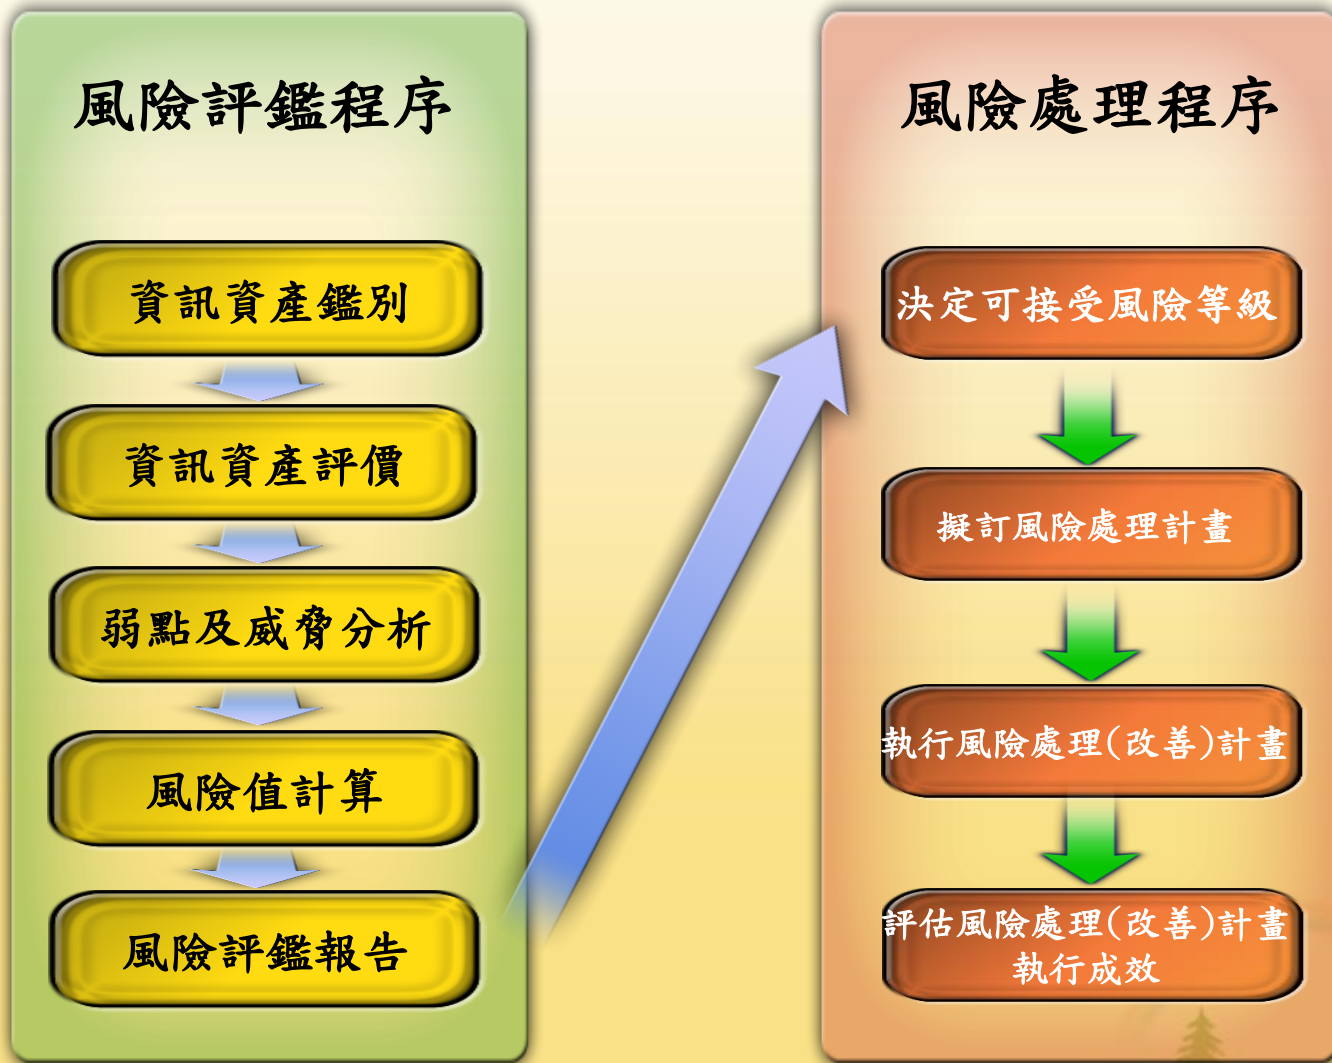 風險評鑑程序
資訊資產鑑別
資訊資產評價
弱點及威脅分析
風險值計算
風險評鑑報告
風險處理程序
決定可接受風險等級
擬訂風險處理計畫
執行風險處理(改善)計畫
評估風險處理(改善)計畫
執行成效